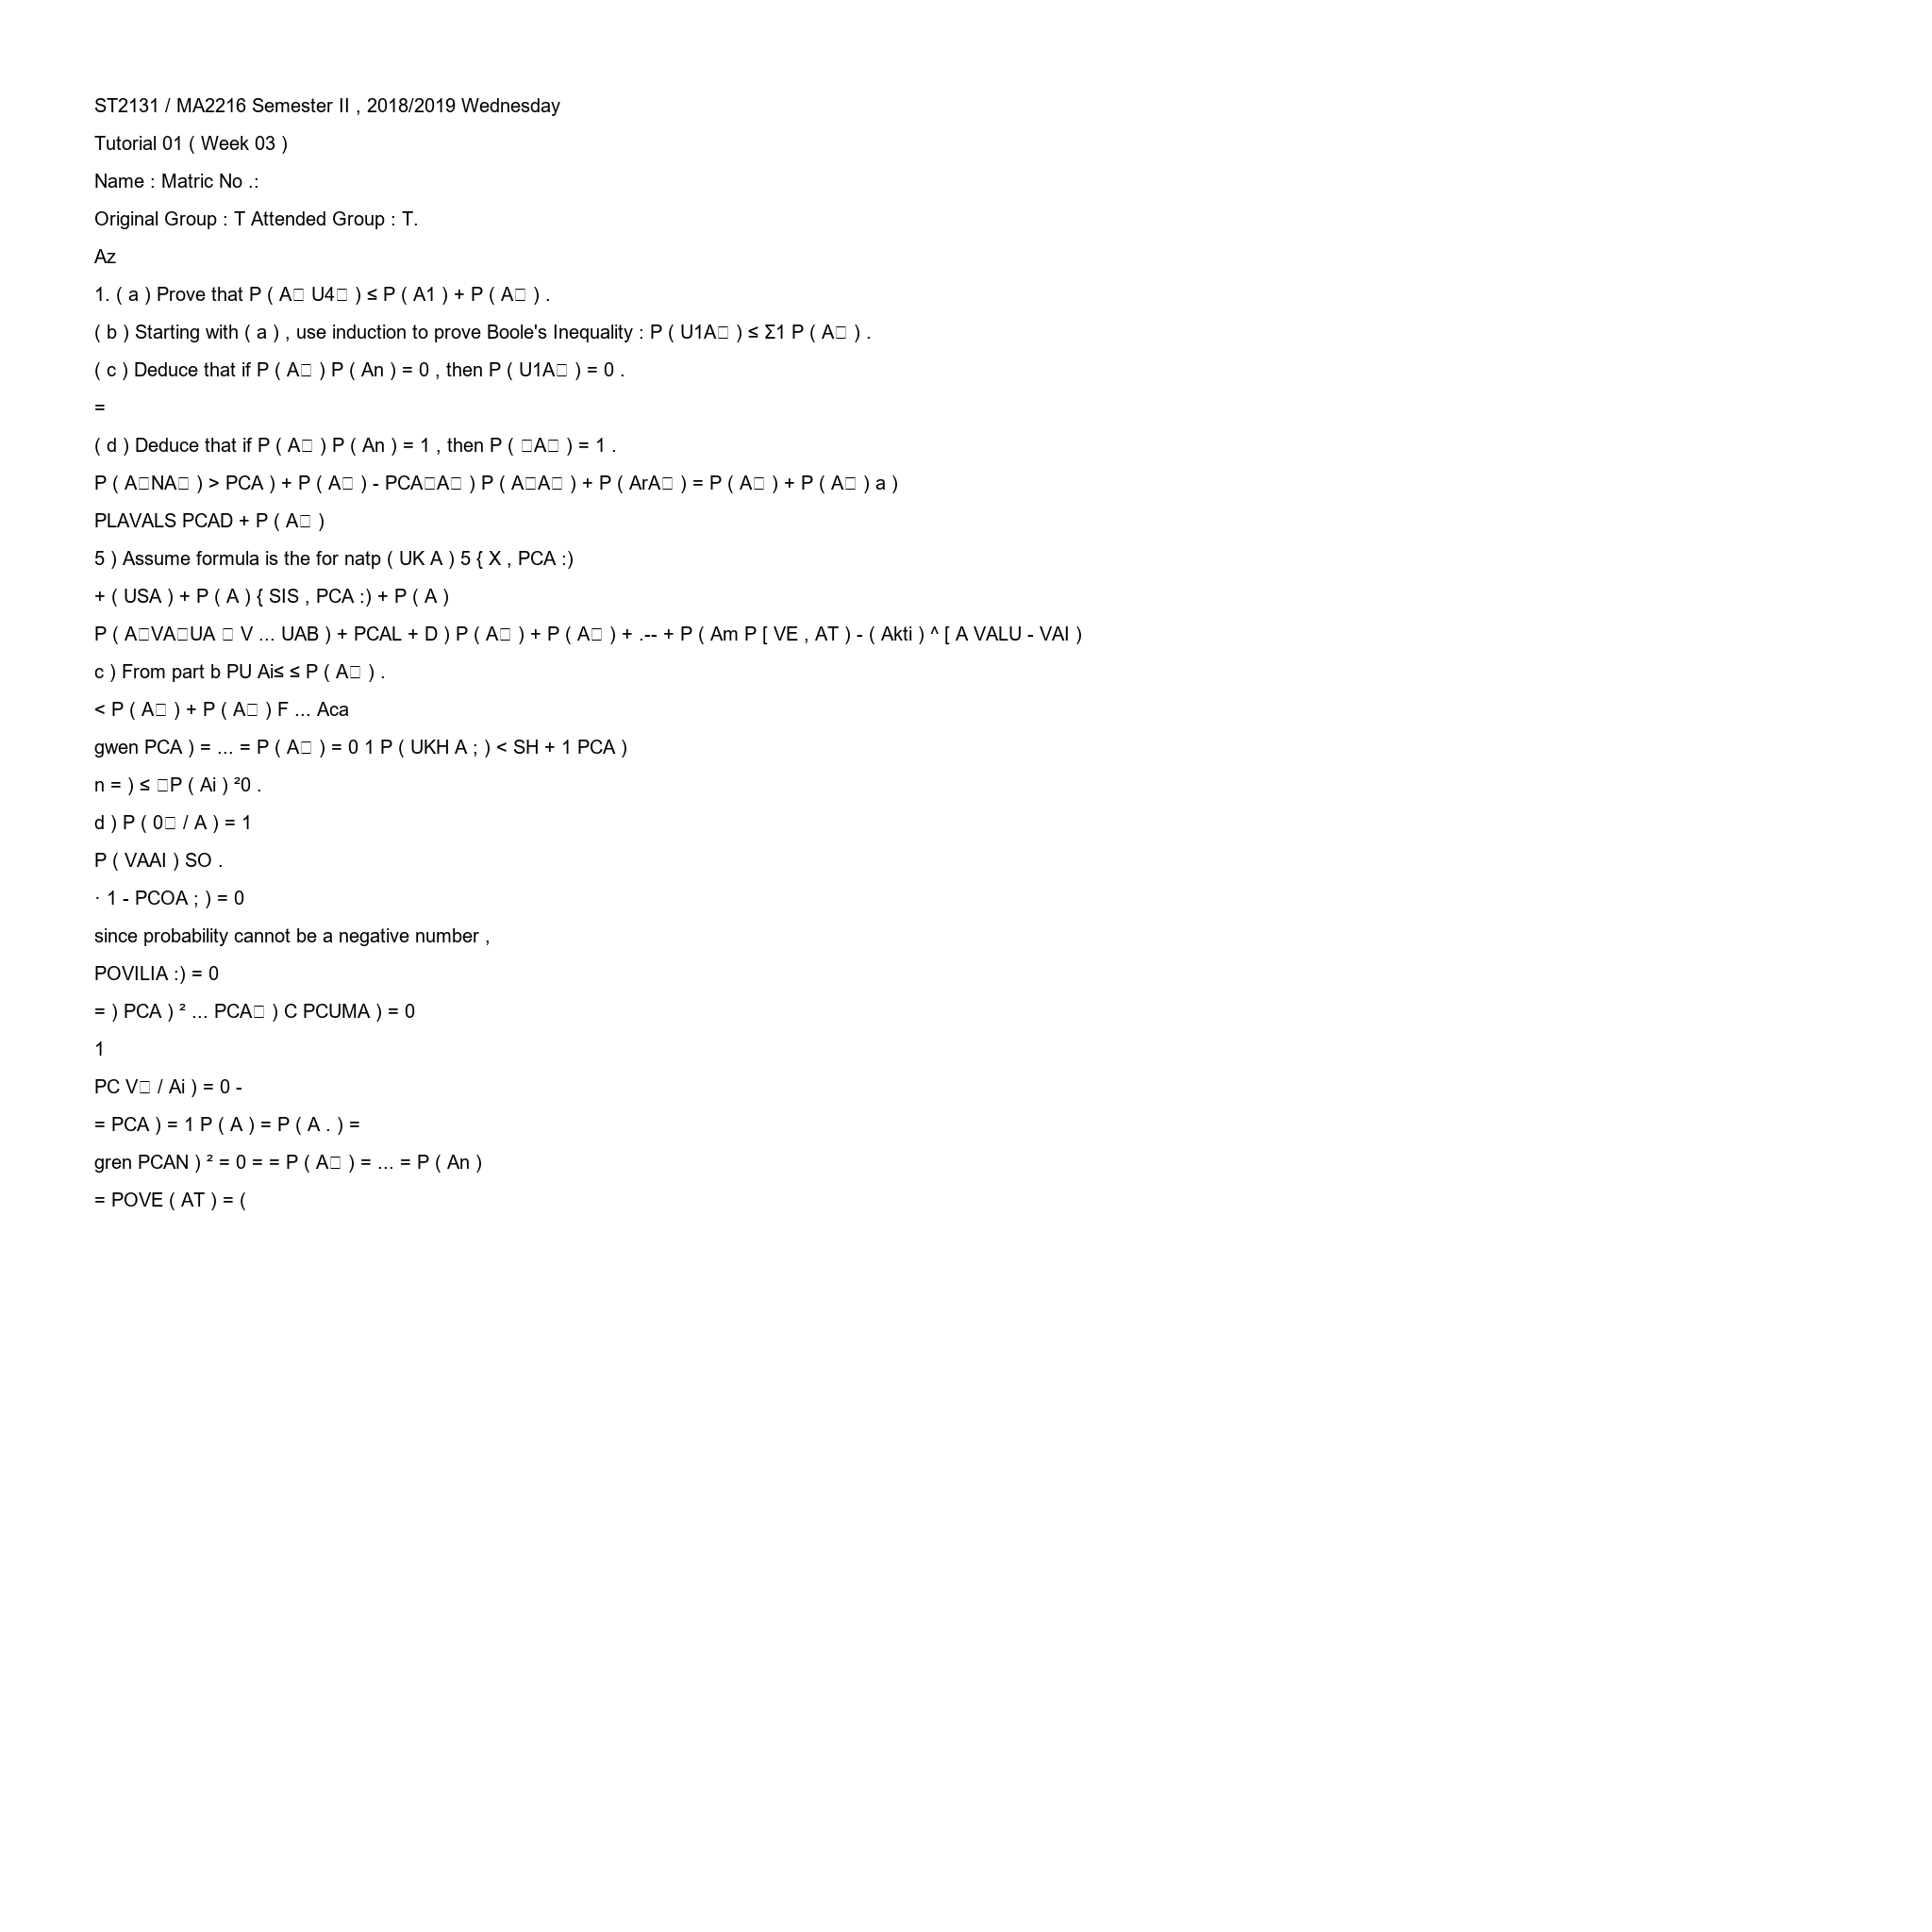 ST2131 / MA2216 Semester II , 2018/2019 Wednesday
Tutorial 01 ( Week 03 )
Name : Matric No .:
Original Group : T Attended Group : T.
Az
1. ( a ) Prove that P ( A□ U4□ ) ≤ P ( A1 ) + P ( A□ ) .
( b ) Starting with ( a ) , use induction to prove Boole's Inequality : P ( U1A□ ) ≤ Σ1 P ( A□ ) .
( c ) Deduce that if P ( A□ ) P ( An ) = 0 , then P ( U1A□ ) = 0 .
=
( d ) Deduce that if P ( A□ ) P ( An ) = 1 , then P ( □A□ ) = 1 .
P ( A□NA□ ) > PCA ) + P ( A□ ) - PCA□A□ ) P ( A□A□ ) + P ( ArA□ ) = P ( A□ ) + P ( A□ ) a )
PLAVALS PCAD + P ( A□ )
5 ) Assume formula is the for natp ( UK A ) 5 { X , PCA :)
+ ( USA ) + P ( A ) { SIS , PCA :) + P ( A )
P ( A□VA□UA □ V ... UAB ) + PCAL + D ) P ( A□ ) + P ( A□ ) + .-- + P ( Am P [ VE , AT ) - ( Akti ) ^ [ A VALU - VAI )
c ) From part b PU Ai≤ ≤ P ( A□ ) .
< P ( A□ ) + P ( A□ ) F ... Aca
gwen PCA ) = ... = P ( A□ ) = 0 1 P ( UKH A ; ) < SH + 1 PCA )
n = ) ≤ □P ( Ai ) ²0 .
d ) P ( 0□ / A ) = 1
P ( VAAI ) SO .
· 1 - PCOA ; ) = 0
since probability cannot be a negative number ,
POVILIA :) = 0
= ) PCA ) ² ... PCA□ ) C PCUMA ) = 0
1
PC V□ / Ai ) = 0 -
= PCA ) = 1 P ( A ) = P ( A . ) =
gren PCAN ) ² = 0 = = P ( A□ ) = ... = P ( An )
= POVE ( AT ) = (